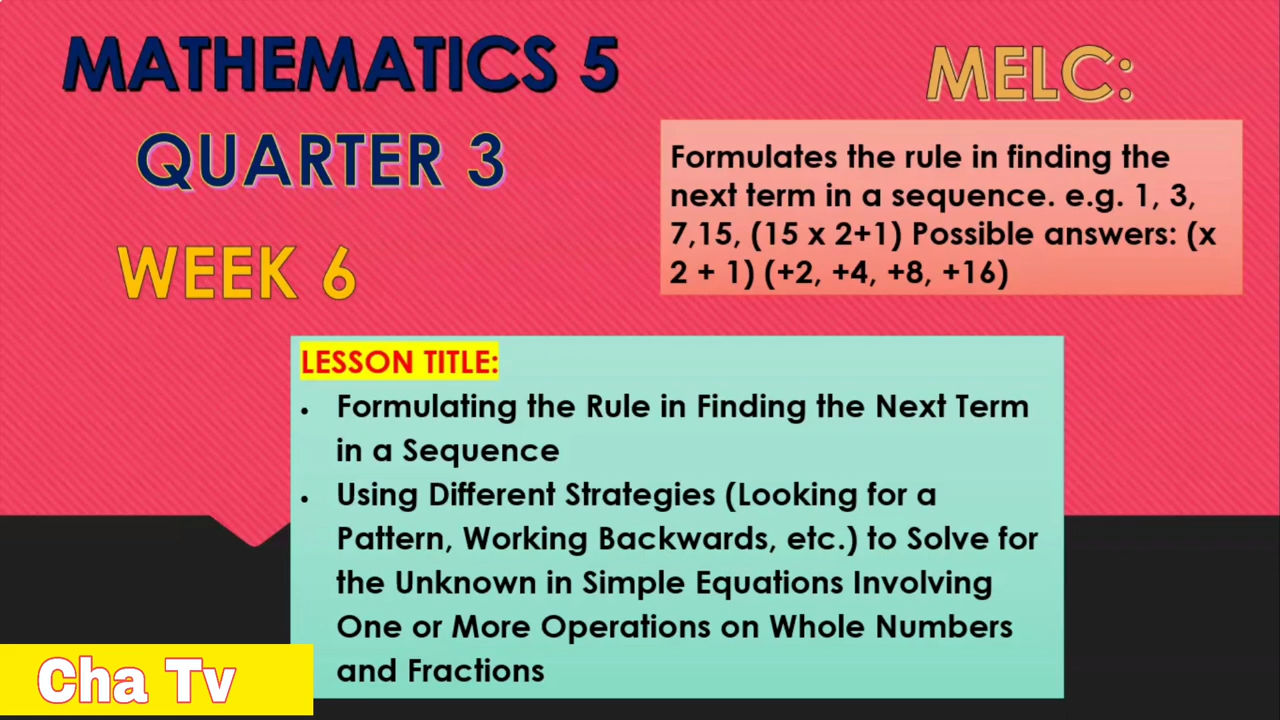 MATHEMATICS 5
QUARTER 3
WEEK 6
MELC:
Formulates the rule in finding the
next term in a sequence. e.g. 1, 3,
7,15, (15 x 2+1) Possible answers: (x
2 + 1) (+2, +4, +8, +16)
LESSON TITLE:
• Formulating the Rule in Finding the Next Term
in a Sequence
• Using Different Strategies (Looking for a
Pattern, Working Backwards, etc.) to Solve for
the Unknown in Simple Equations Involving
One or More Operations on Whole Numbers
and Fractions
Cha Tv